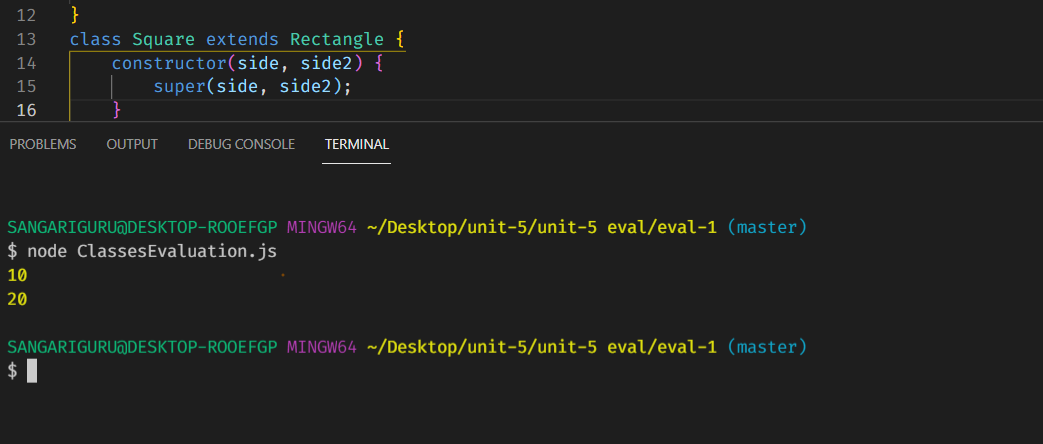 12 }
13 class Square extends Rectangle {
14 constructor(side, side2) {
15 super(side, side2);
16 }
PROBLEMS OUTPUT DEBUG CONSOLE TERMINAL
SANGARIGURU@DESKTOP-ROOEFGP MINGW64 ~/Desktop/unit-5/unit-5 eval/eval-1 (master)
$ node ClassesEvaluation.js
10
20
SANGARIGURU@DESKTOP-ROOEFGP MINGW64 ~/Desktop/unit-5/unit-5 eval/eval-1 (master)
$